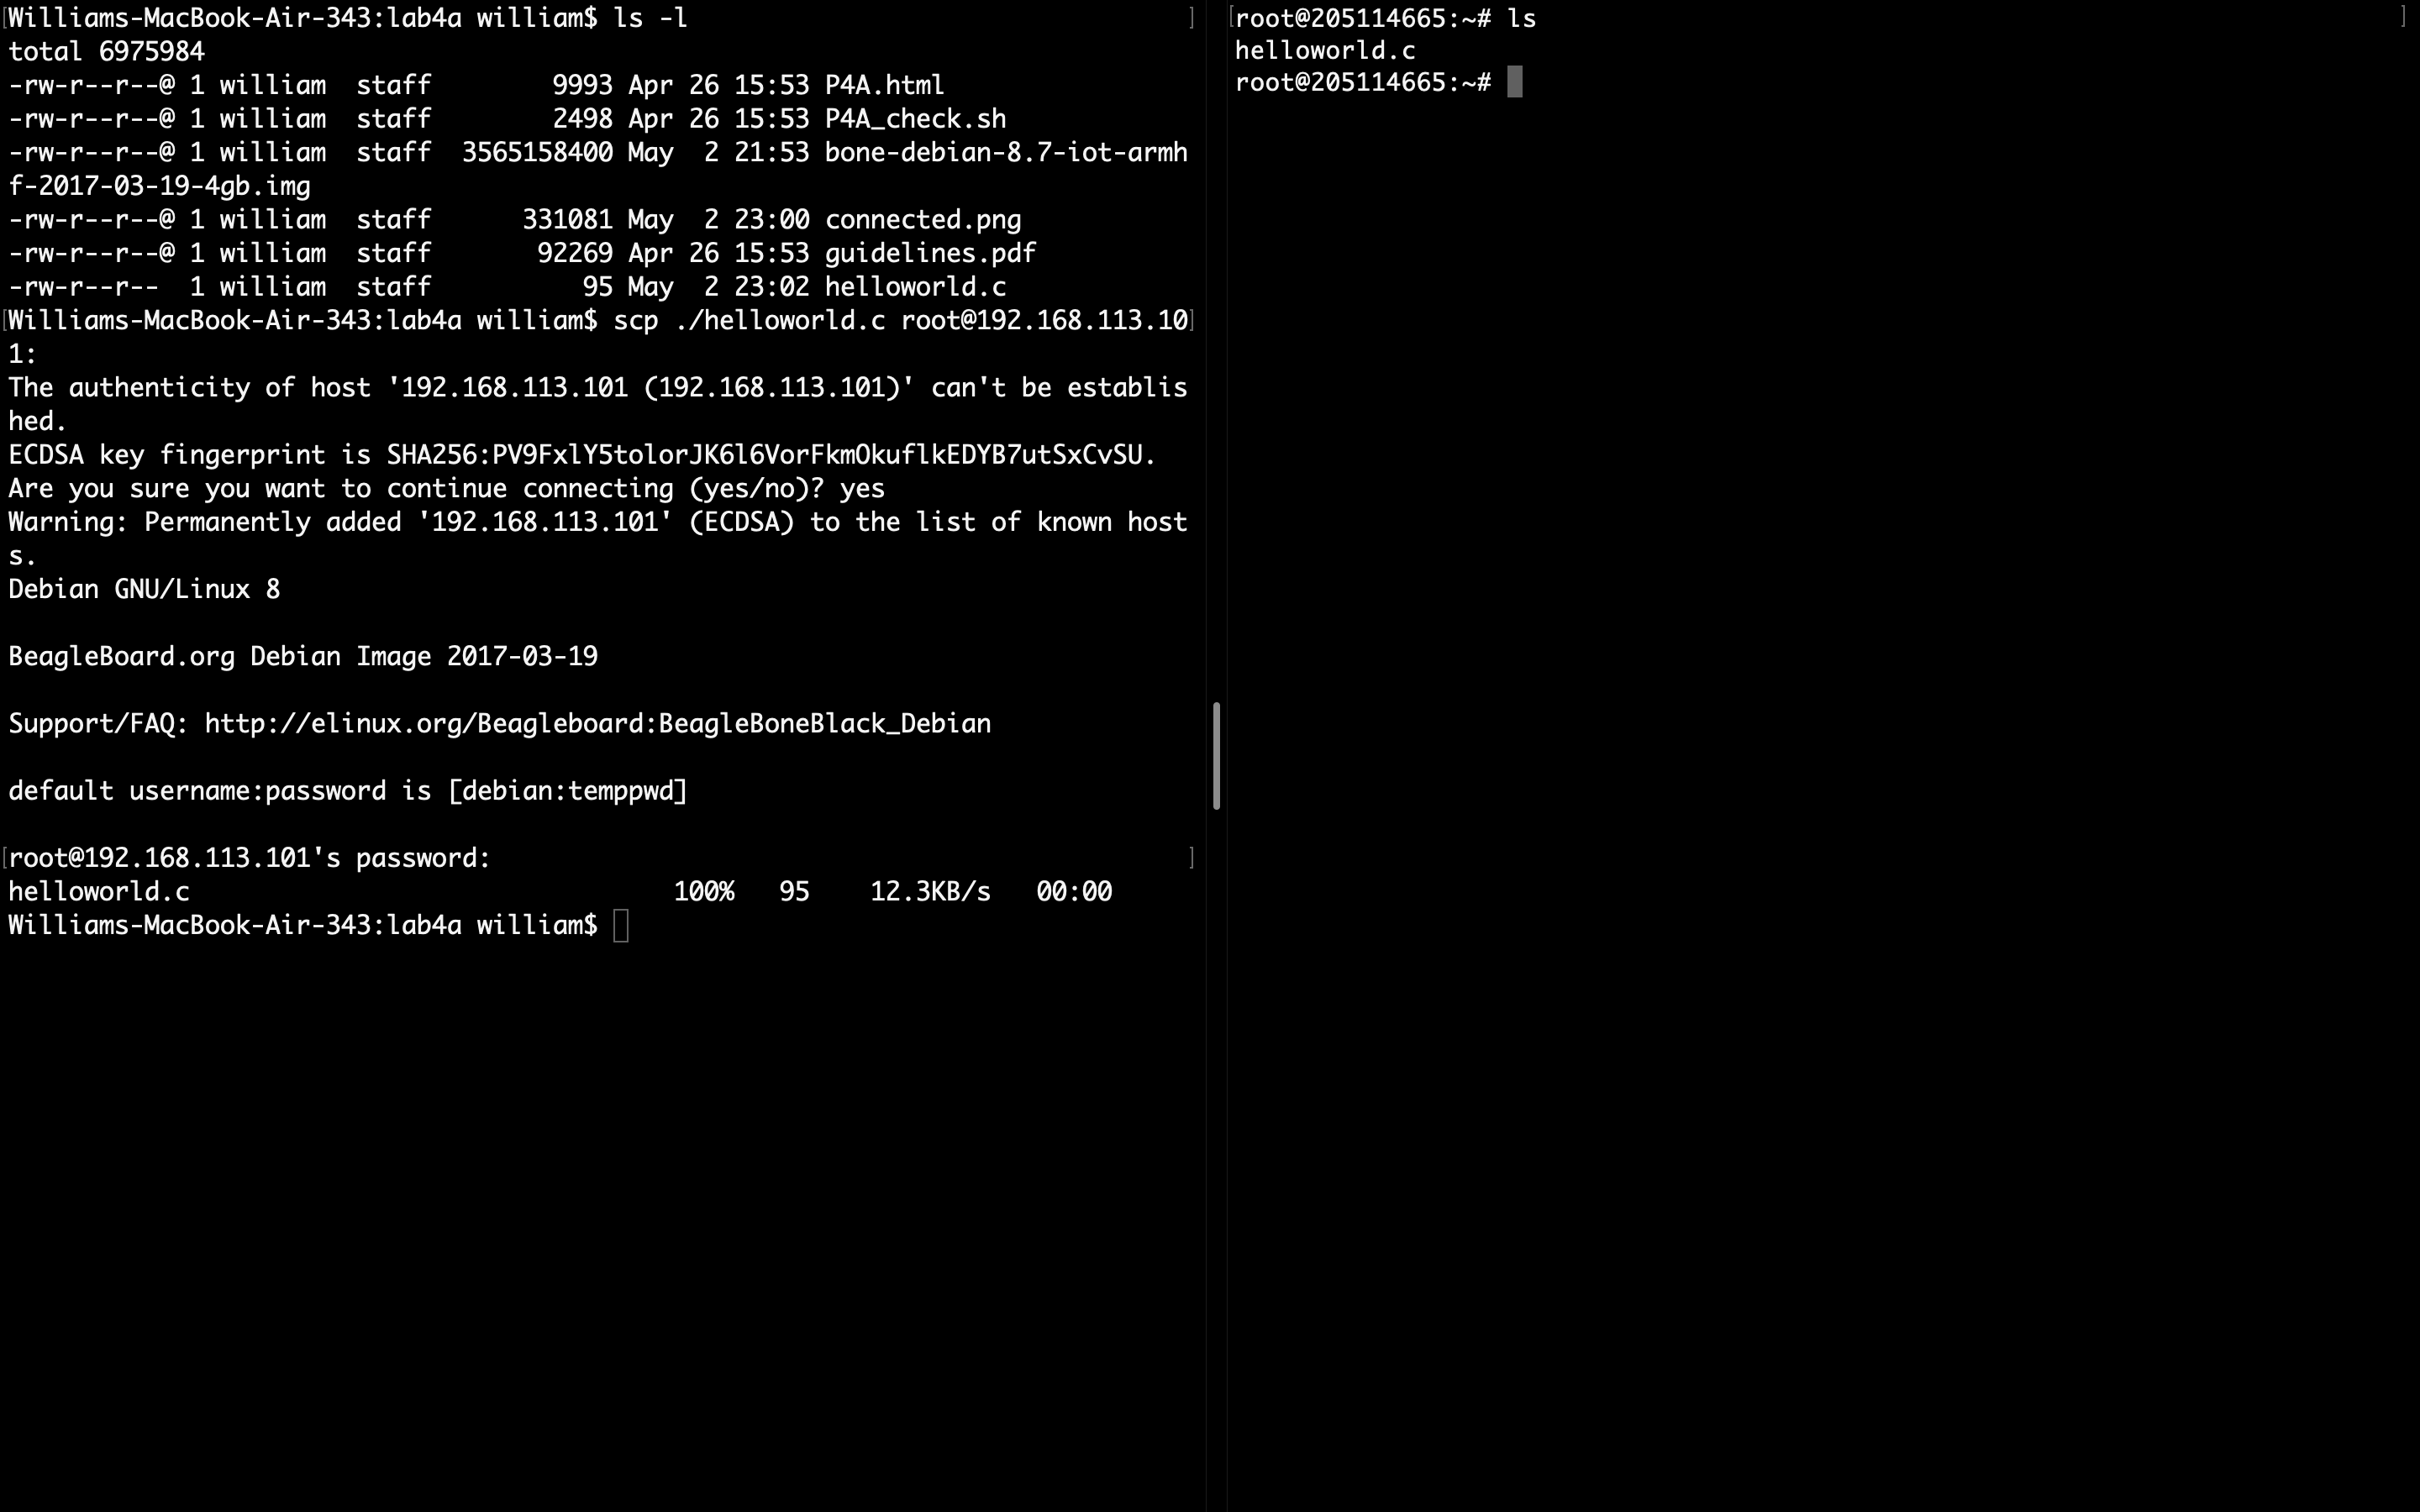 Williams-MacBook-Air-343:lab4a william$ ls -l
total 6975984
-rw-r--r--@ 1 william  staff        9993 Apr 26 15:53 P4A.html
-rw-r--r--@ 1 william  staff        2498 Apr 26 15:53 P4A_check.sh
-rw-r--r--@ 1 william  staff  3565158400 May  2 21:53 bone-debian-8.7-iot-armh
f-2017-03-19-4gb.img
-rw-r--r--@ 1 william  staff      331081 May  2 23:00 connected.png
-rw-r--r--@ 1 william  staff       92269 Apr 26 15:53 guidelines.pdf
-rw-r--r--  1 william  staff          95 May  2 23:02 helloworld.c
Williams-MacBook-Air-343:lab4a william$ scp ./helloworld.c root@192.168.113.10
1:
The authenticity of host '192.168.113.101 (192.168.113.101)' can't be establis
hed.
ECDSA key fingerprint is SHA256:PV9FxlY5tolorJK6l6VorFkmOkuflkEDYB7utSxCvSU.
Are you sure you want to continue connecting (yes/no)? yes
Warning: Permanently added '192.168.113.101' (ECDSA) to the list of known host
s.
Debian GNU/Linux 8
BeagleBoard.org Debian Image 2017-03-19
Support/FAQ: http://elinux.org/Beagleboard:BeagleBoneBlack_Debian
default username:password is [debian:temppwd]
root@192.168.113.101's password:
helloworld.c                                100%   95    12.3KB/s   00:00
Williams-MacBook-Air-343:lab4a william$
root@205114665:~# ls
helloworld.c
root@205114665:~#